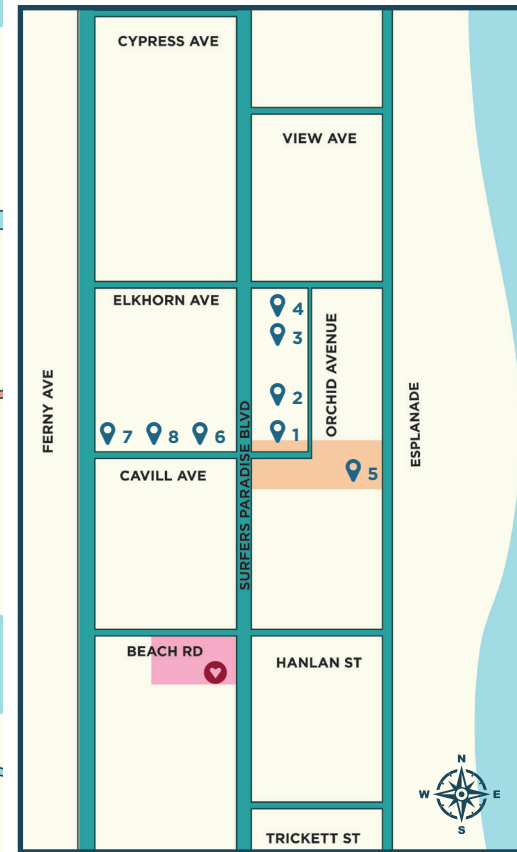 CYPRESS AVE
VIEW AVE
ELKHORN AVE
4
3
ORCHID AVENUE
FERNY AVE
ESPLANADE
2
SURFERS PARADISE BLVD
7
8
6
1
5
CAVILL AVE
BEACH RD
HANLAN ST
N
W
E
S
TRICKETT ST